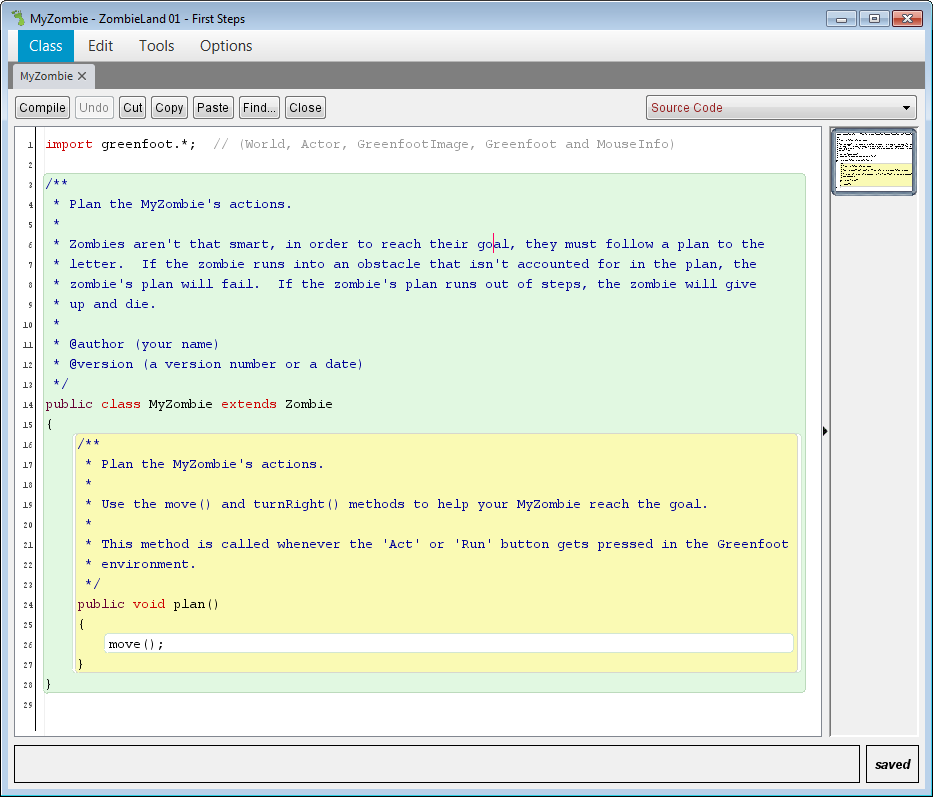 MyZombie - ZombieLand 01 - First Steps
Class Edit Tools Options
MyZombie ✕
Compile Undo Cut Copy Paste Find... Close Source Code
1 import greenfoot.*;  // (World, Actor, GreenfootImage, Greenfoot and MouseInfo)
2
3 /**
4  * Plan the MyZombie's actions.
5  *
6  * Zombies aren't that smart, in order to reach their goal, they must follow a plan to the
7  * letter.  If the zombie runs into an obstacle that isn't accounted for in the plan, the
8  * zombie's plan will fail.  If the zombie's plan runs out of steps, the zombie will give
9  * up and die.
10  *
11  * @author (your name)
12  * @version (a version number or a date)
13  */
14 public class MyZombie extends Zombie
15 {
16     /**
17      * Plan the MyZombie's actions.
18      *
19      * Use the move() and turnRight() methods to help your MyZombie reach the goal.
20      *
21      * This method is called whenever the 'Act' or 'Run' button gets pressed in the Greenfoot
22      * environment.
23      */
24     public void plan()
25     {
26         move();
27     }
28 }
29
saved